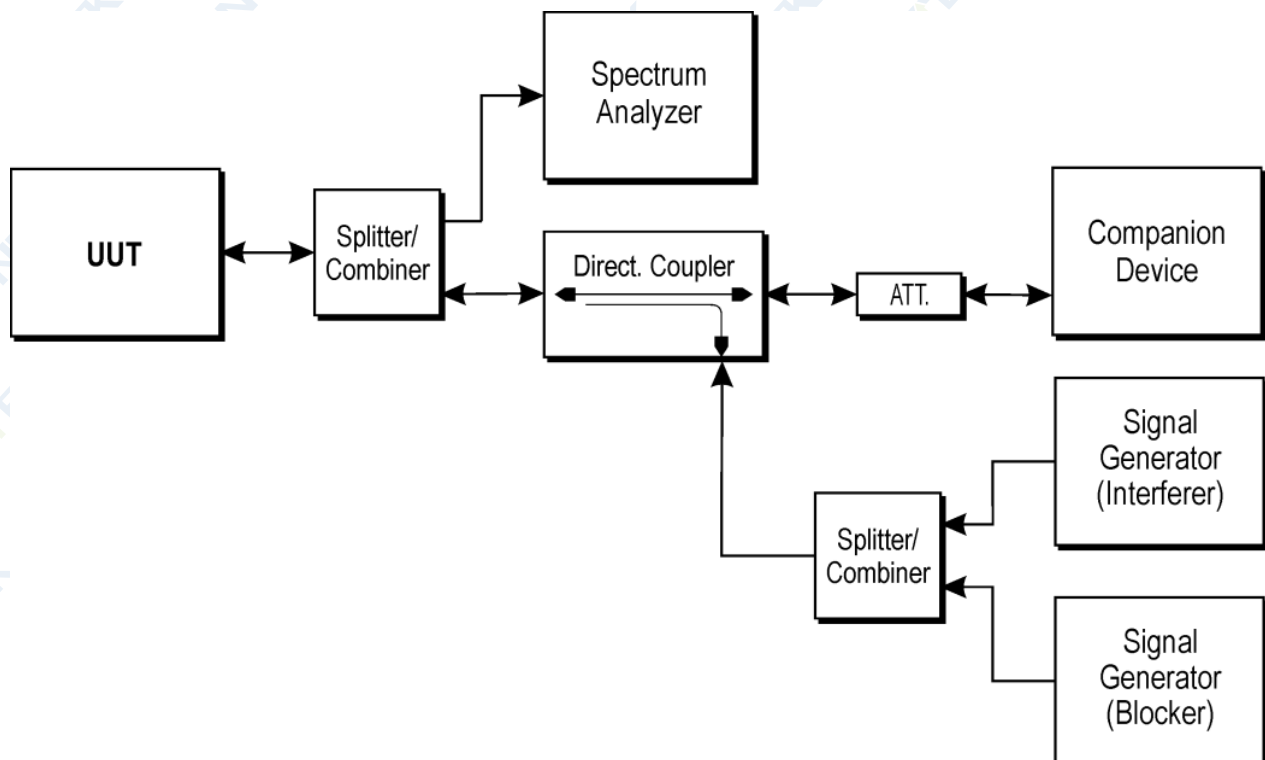 Spectrum
Analyzer
UUT
Splitter/
Combiner
Direct. Coupler
ATT.
Companion
Device
Signal
Generator
(Interferer)
Splitter/
Combiner
Signal
Generator
(Blocker)